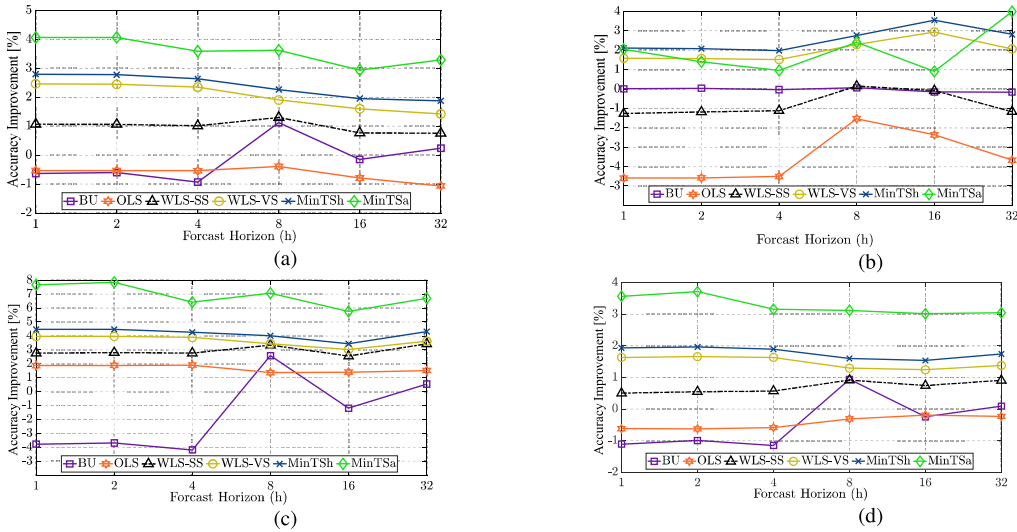 Accuracy Improvement [%]
5
4
3
2
1
0
-1
-2
BU OLS WLS-SS WLS-VS MinTSh MinTSa
1 2 4 8 16 32
Forcast Horizon (h)
(a)
Accuracy Improvement [%]
4
3
2
1
0
-1
-2
-3
-4
-5
BU OLS WLS-SS WLS-VS MinTSh MinTSa
1 2 4 8 16 32
Forcast Horizon (h)
(b)
Accuracy Improvement [%]
8
7
6
5
4
3
2
1
0
-1
-2
-3
-4
-3
BU OLS WLS-SS WLS-VS MinTSh MinTSa
1 2 4 8 16 32
Forcast Horizon (h)
(c)
Accuracy Improvement [%]
4
3
2
1
0
-1
-2
BU OLS WLS-SS WLS-VS MinTSh MinTSa
1 2 4 8 16 32
Forcast Horizon (h)
(d)